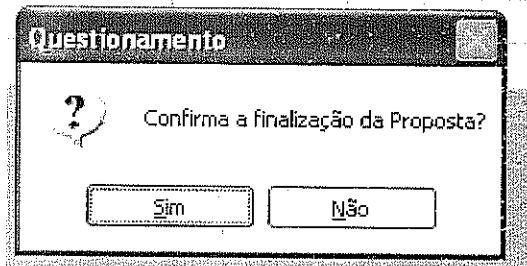 Questionamento
?
Confirma a finalização da Proposta?
Sim
Não